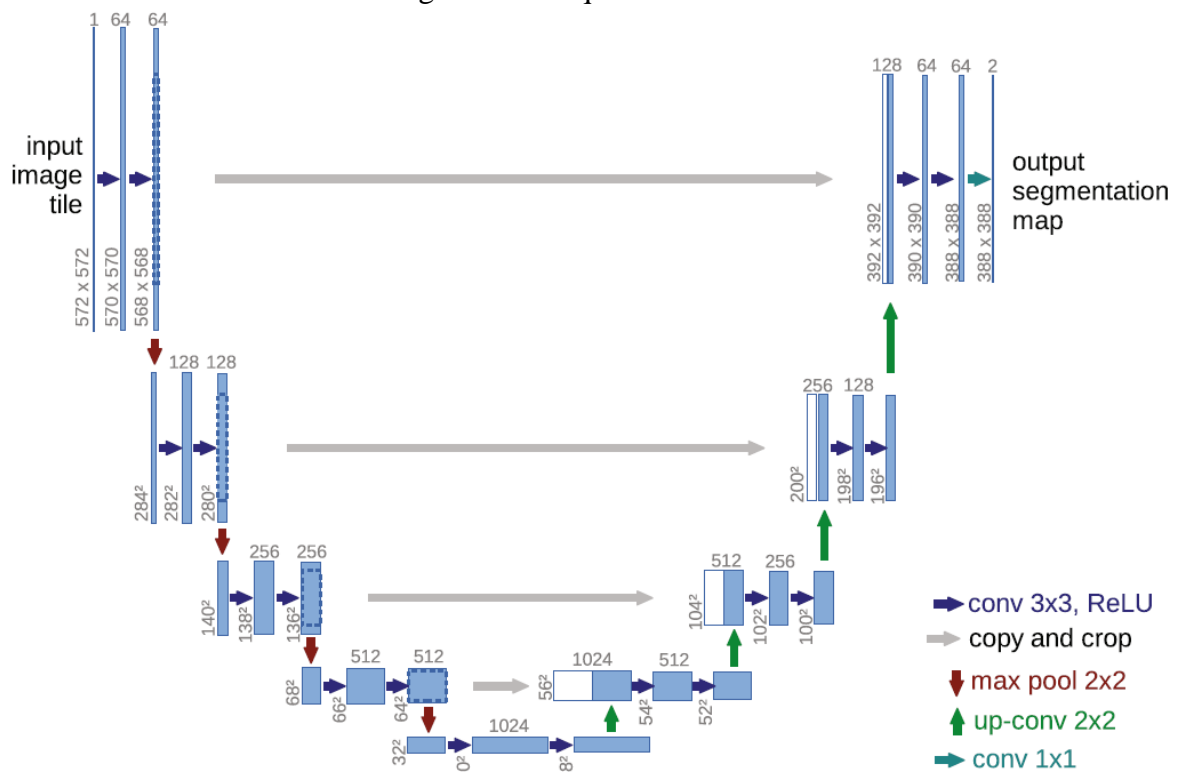 1 64 64
input
image
tile
572 x 572
570 x 570
568 x 568
128 128
284²
282²
280²
256 256
140²
138²
136²
512 512
68²
66²
64²
1024
32²
0²
8²
1024 512
56²
54²
52²
512 256
104²
102²
100²
256 128
200²
198²
196²
128 64 64 2
392 x 392
390 x 390
388 x 388
388 x 388
output
segmentation
map
conv 3x3, ReLU
copy and crop
max pool 2x2
up-conv 2x2
conv 1x1